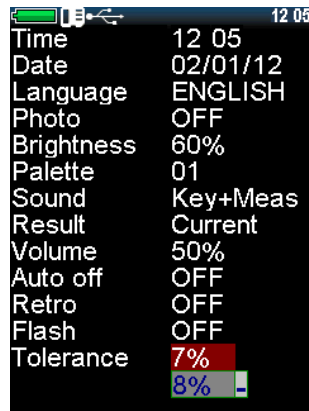 12 05
Time 12 05
Date 02/01/12
Language ENGLISH
Photo OFF
Brightness 60%
Palette 01
Sound Key+Meas
Result Current
Volume 50%
Auto off OFF
Retro OFF
Flash OFF
Tolerance 7%
8% -